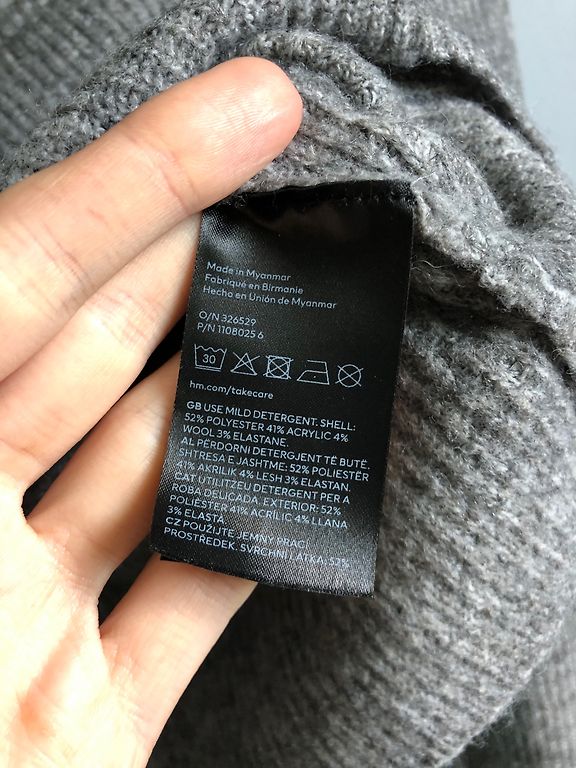 Made in Myanmar
Fabriqué en Birmanie
Hecho en Unión de Myanmar
O/N 326529
P/N 1108025 6
30
hm.com/takecare
GB USE MILD DETERGENT. SHELL:
52% POLYESTER 41% ACRYLIC 4%
WOOL 3% ELASTANE.
AL PËRDORNI DETERGJENT TË BUTË.
SHTRESA E JASHTME: 52% POLIESTËR
41% AKRILIK 4% LESH 3% ELASTAN.
CAT UTILITZEU DETERGENT PER A
ROBA DELICADA. EXTERIOR: 52%
POLIÈSTER 41% ACRÍLIC 4% LLANA
3% ELASTÀ
CZ POUŽIJTE JEMNÝ PRACÍ
PROSTŘEDEK. SVRCHNÍ LÁTKA: 52%